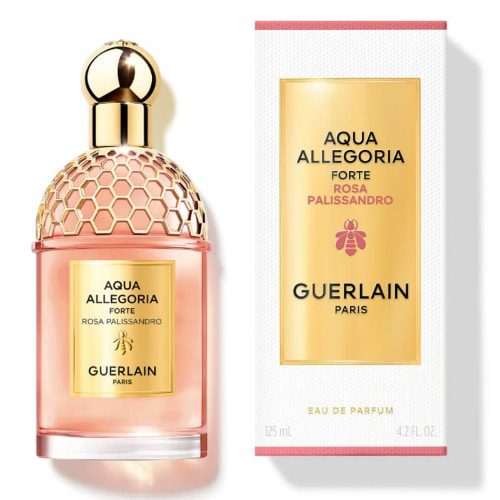 AQUA
ALLEGORIA
FORTE
ROSA PALISSANDRO
GUERLAIN
PARIS
AQUA
ALLEGORIA
FORTE
ROSA
PALISSANDRO
GUERLAIN
PARIS
EAU DE PARFUM
125 mL 4.2 FL. OZ.